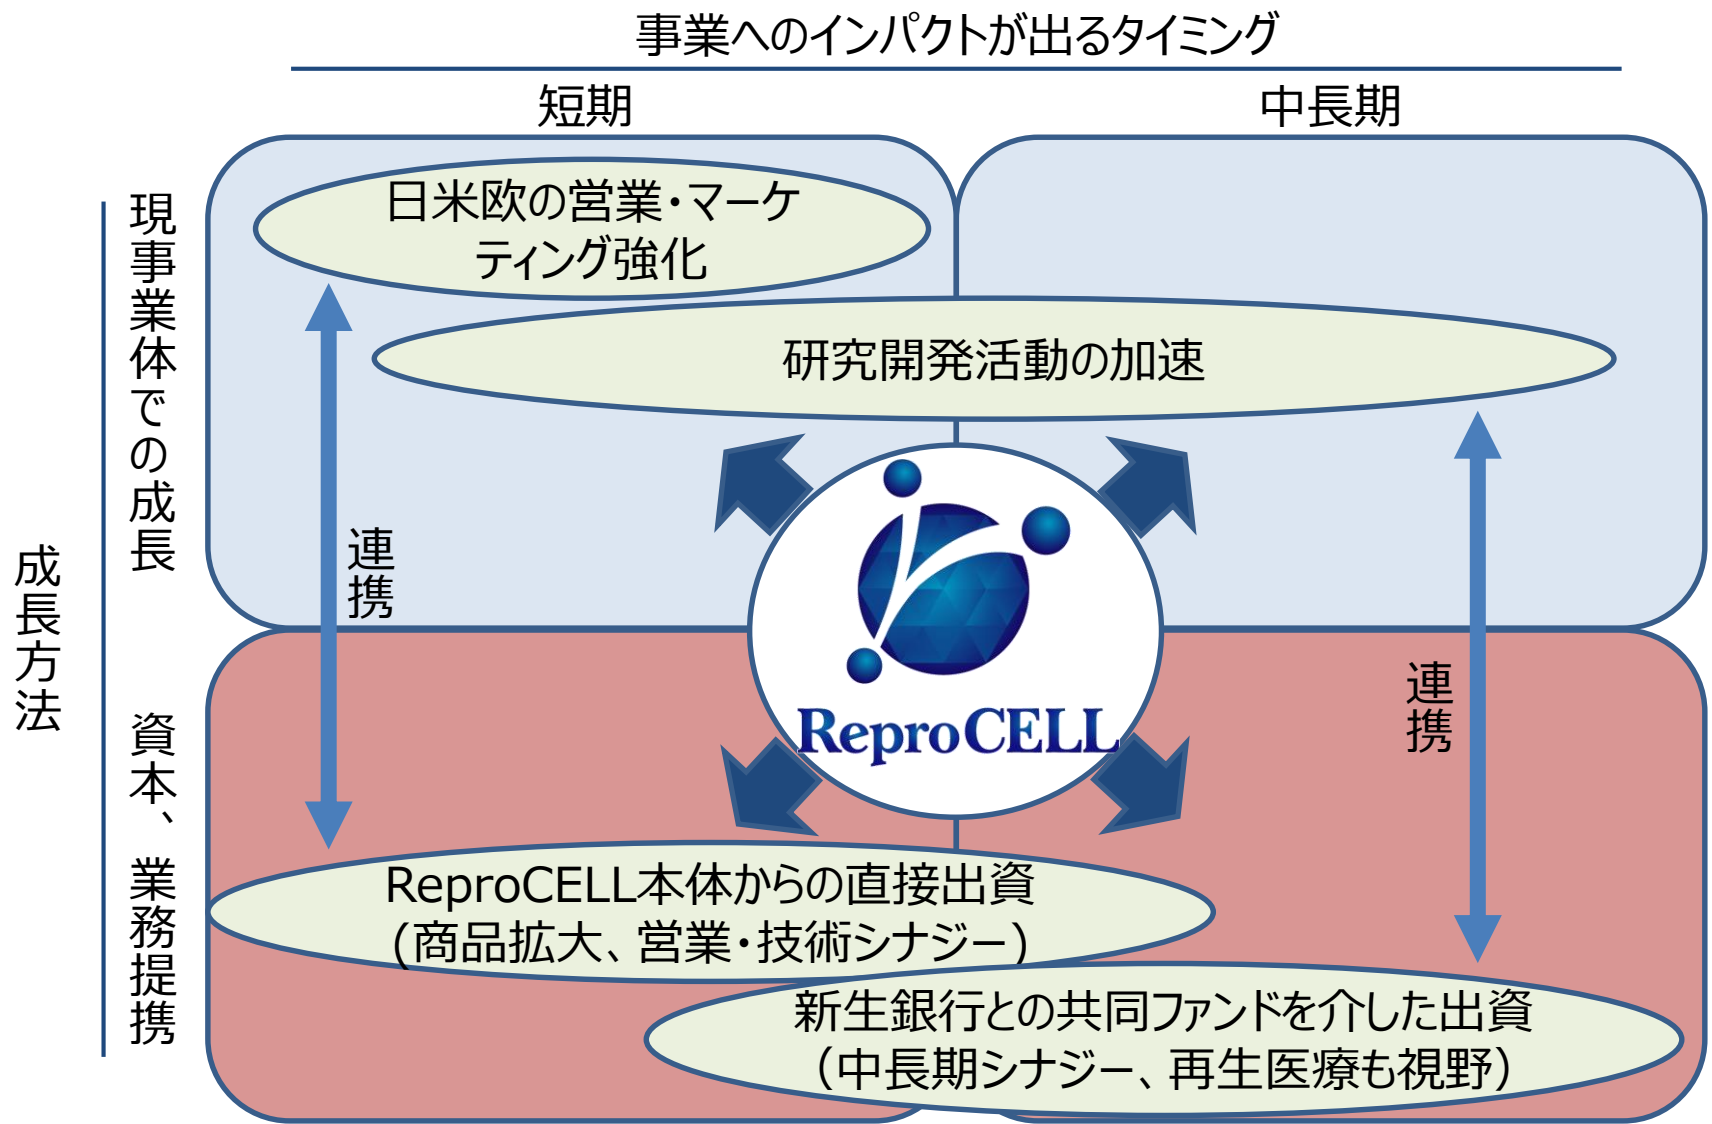 事業へのインパクトが出るタイミング
短期
中長期
成長方法
現事業体での成長
資本、業務提携
日米欧の営業・マーケ
ティング強化
研究開発活動の加速
連携
連携
ReproCELL
ReproCELL本体からの直接出資
(商品拡大、営業・技術シナジー)
新生銀行との共同ファンドを介した出資
（中長期シナジー、再生医療も視野）